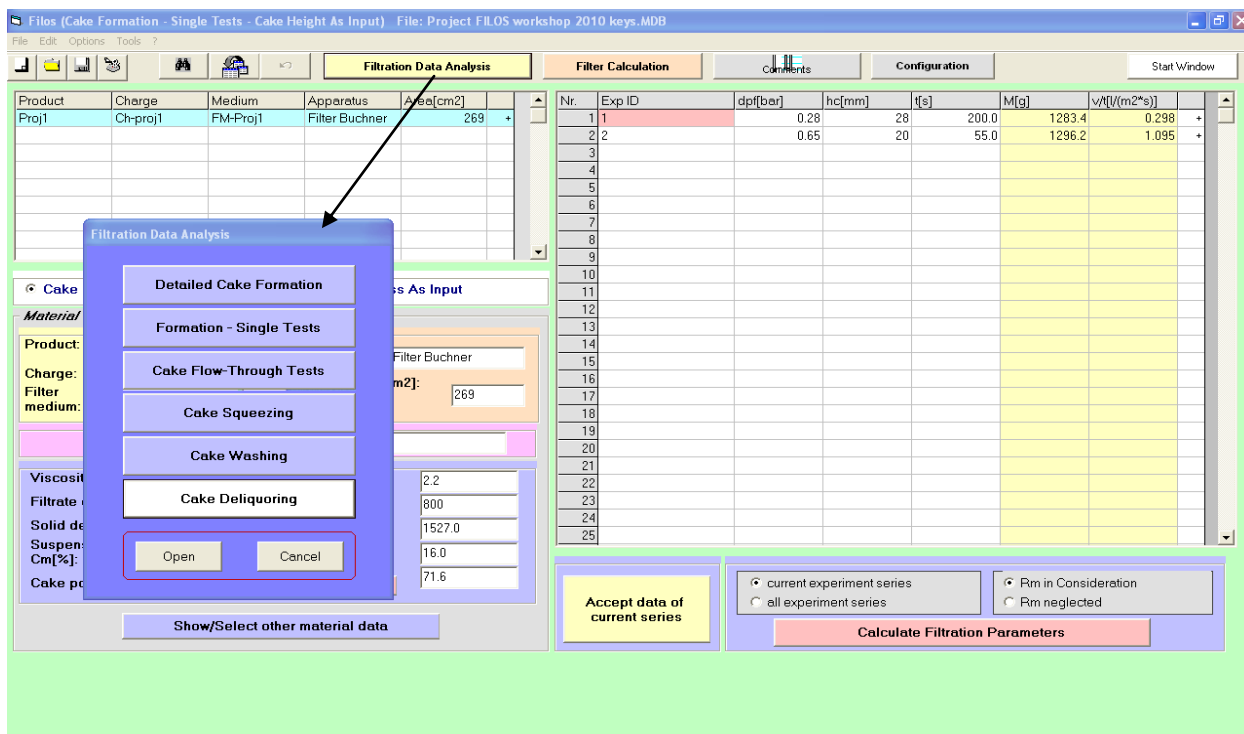 Filos (Cake Formation - Single Tests - Cake Height As Input) File: Project FILOS workshop 2010 keys.MDB
File Edit Options Tools ?
Filtration Data Analysis Filter Calculation Comments Configuration Start Window
Product Charge Medium Apparatus Area[cm2]
Proj1 Ch-proj1 FM-Proj1 Filter Buchner 269 +
Nr. Exp ID dpf[bar] hc[mm] t[s] M[g] v/t[l/(m2*s)]
1 1 0.28 28 200.0 1283.4 0.298 +
2 2 0.65 20 55.0 1296.2 1.095 +
3
4
5
6
7
8
9
10
11
12
13
14
15
16
17
18
19
20
21
22
23
24
25
Filtration Data Analysis
Detailed Cake Formation
Formation - Single Tests
Cake Flow-Through Tests
Cake Squeezing
Cake Washing
Cake Deliquoring
Open Cancel
Cake As Input
Material
Product: Filter Buchner
Charge: m2]:
Filter 269
medium:
Viscosit 2.2
Filtrate 800
Solid de 1527.0
Suspen 16.0
Cm[%]:
Cake po 71.6
Show/Select other material data
Accept data of
current series
current experiment series
all experiment series
Rm in Consideration
Rm neglected
Calculate Filtration Parameters